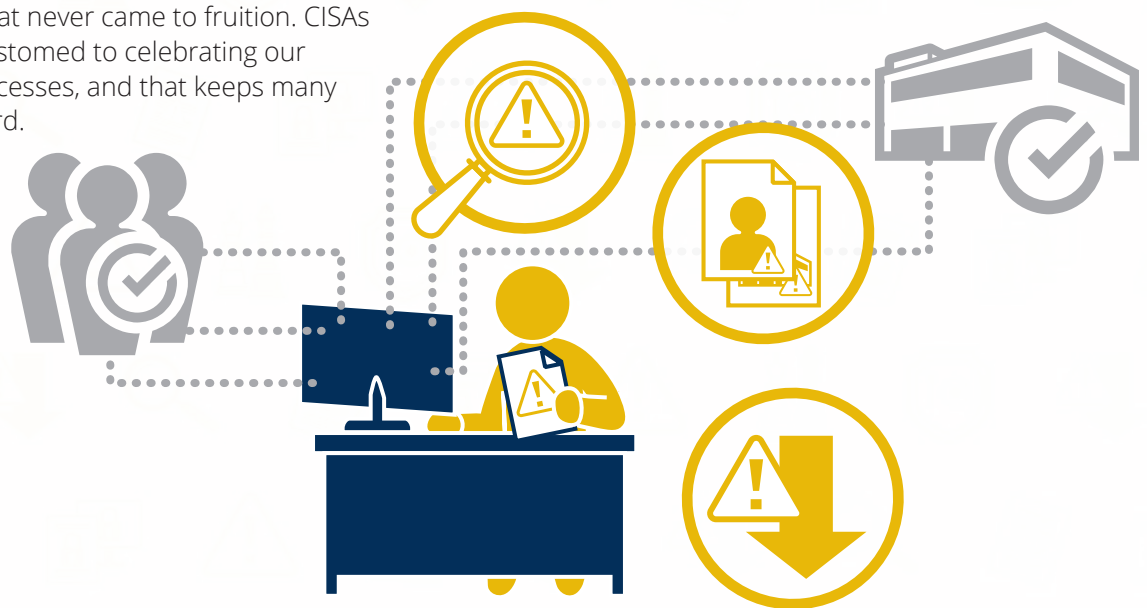 at never came to fruition. CISAs
stomed to celebrating our
cesses, and that keeps many
rd.